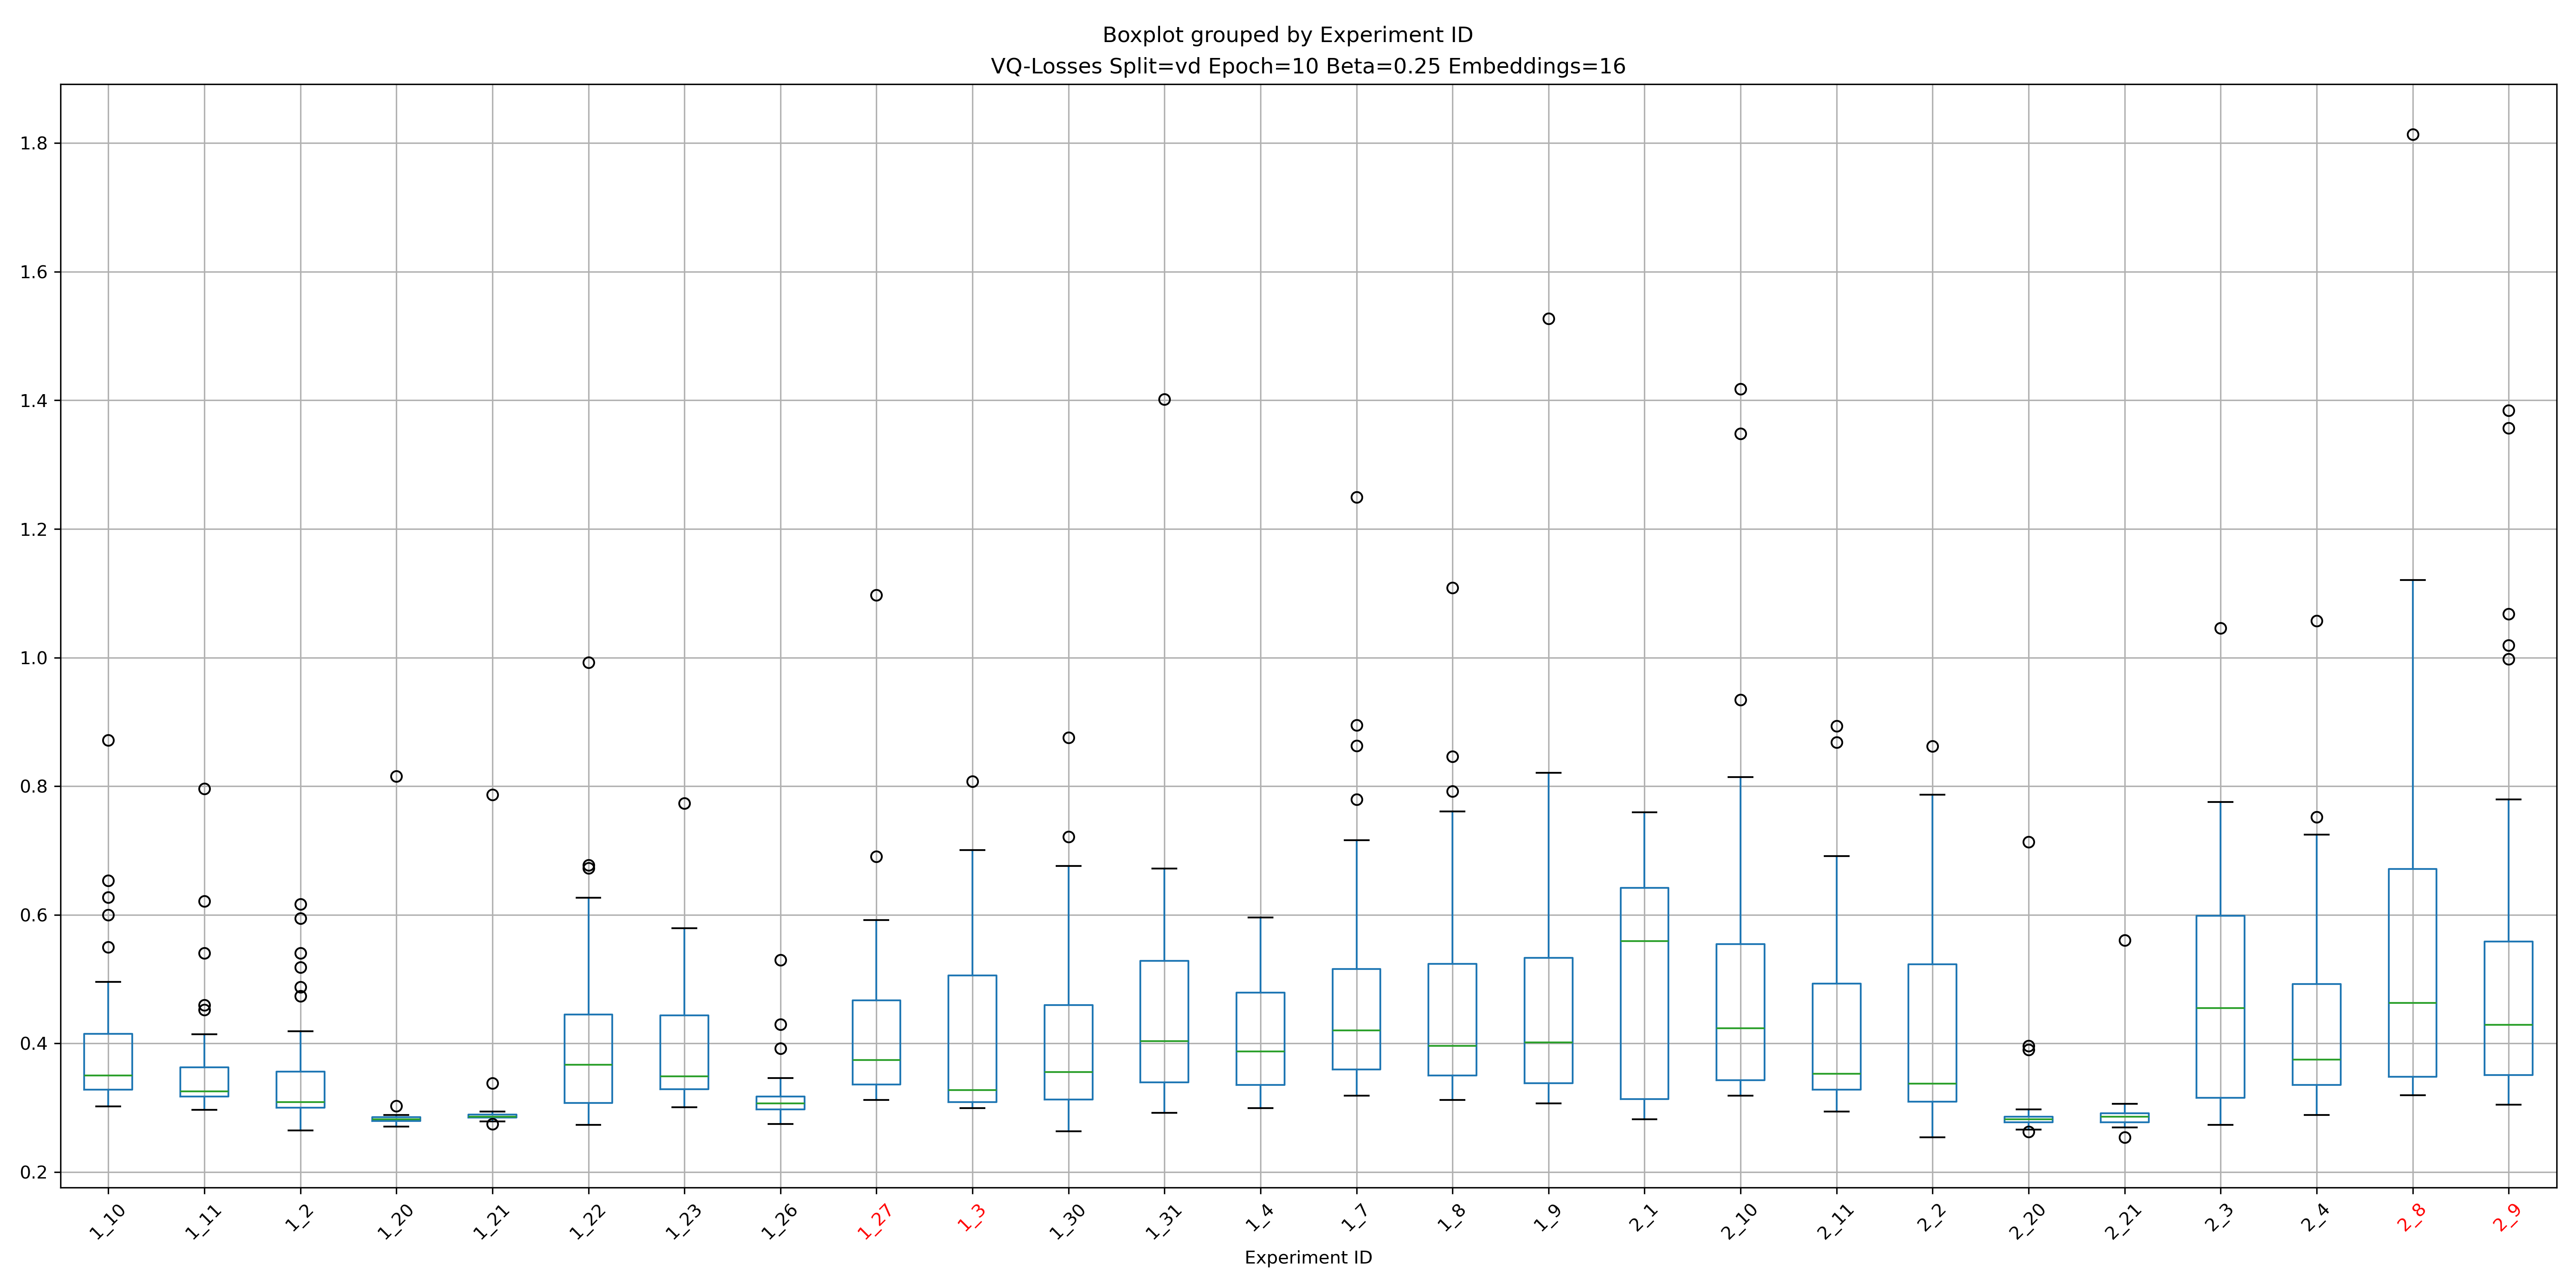 Boxplot grouped by Experiment ID
VQ-Losses Split=vd Epoch=10 Beta=0.25 Embeddings=16
1.8
1.6
1.4
1.2
1.0
0.8
0.6
0.4
0.2
1_10 1_11 1_2 1_20 1_21 1_22 1_23 1_26 1_27 1_3 1_30 1_31 1_4 1_7 1_8 1_9 2_1 2_10 2_11 2_2 2_20 2_21 2_3 2_4 2_8 2_9
Experiment ID